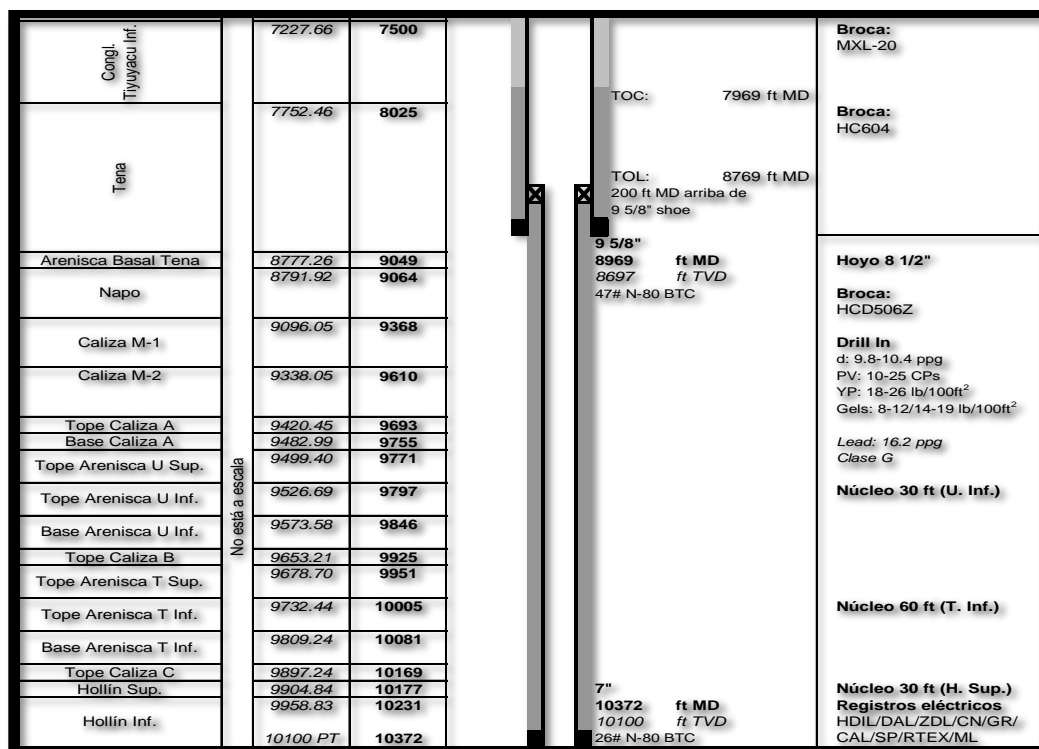 Congl.
Tiyuyacu Inf.
7227.66 7500
Broca:
MXL-20
TOC: 7969 ft MD
Tena
7752.46 8025
Broca:
HC604
TOL: 8769 ft MD
200 ft MD arriba de
9 5/8" shoe
9 5/8"
Arenisca Basal Tena 8777.26 9049 8969 ft MD Hoyo 8 1/2"
Napo 8791.92 9064 8697 ft TVD
47# N-80 BTC
Broca:
HCD506Z
Caliza M-1 9096.05 9368
Drill In
d: 9.8-10.4 ppg
Caliza M-2 9338.05 9610
PV: 10-25 CPs
YP: 18-26 lb/100ft²
Gels: 8-12/14-19 lb/100ft²
Tope Caliza A 9420.45 9693
Base Caliza A 9482.99 9755
Lead: 16.2 ppg
Clase G
Tope Arenisca U Sup. 9499.40 9771
No está a escala
Tope Arenisca U Inf. 9526.69 9797 Núcleo 30 ft (U. Inf.)
Base Arenisca U Inf. 9573.58 9846
Tope Caliza B 9653.21 9925
Tope Arenisca T Sup. 9678.70 9951
Tope Arenisca T Inf. 9732.44 10005 Núcleo 60 ft (T. Inf.)
Base Arenisca T Inf. 9809.24 10081
Tope Caliza C 9897.24 10169
Hollín Sup. 9904.84 10177 7" Núcleo 30 ft (H. Sup.)
Hollín Inf. 9958.83 10231 10372 ft MD Registros eléctricos
10100 ft TVD HDIL/DAL/ZDL/CN/GR/
10100 PT 10372 26# N-80 BTC CAL/SP/RTEX/ML